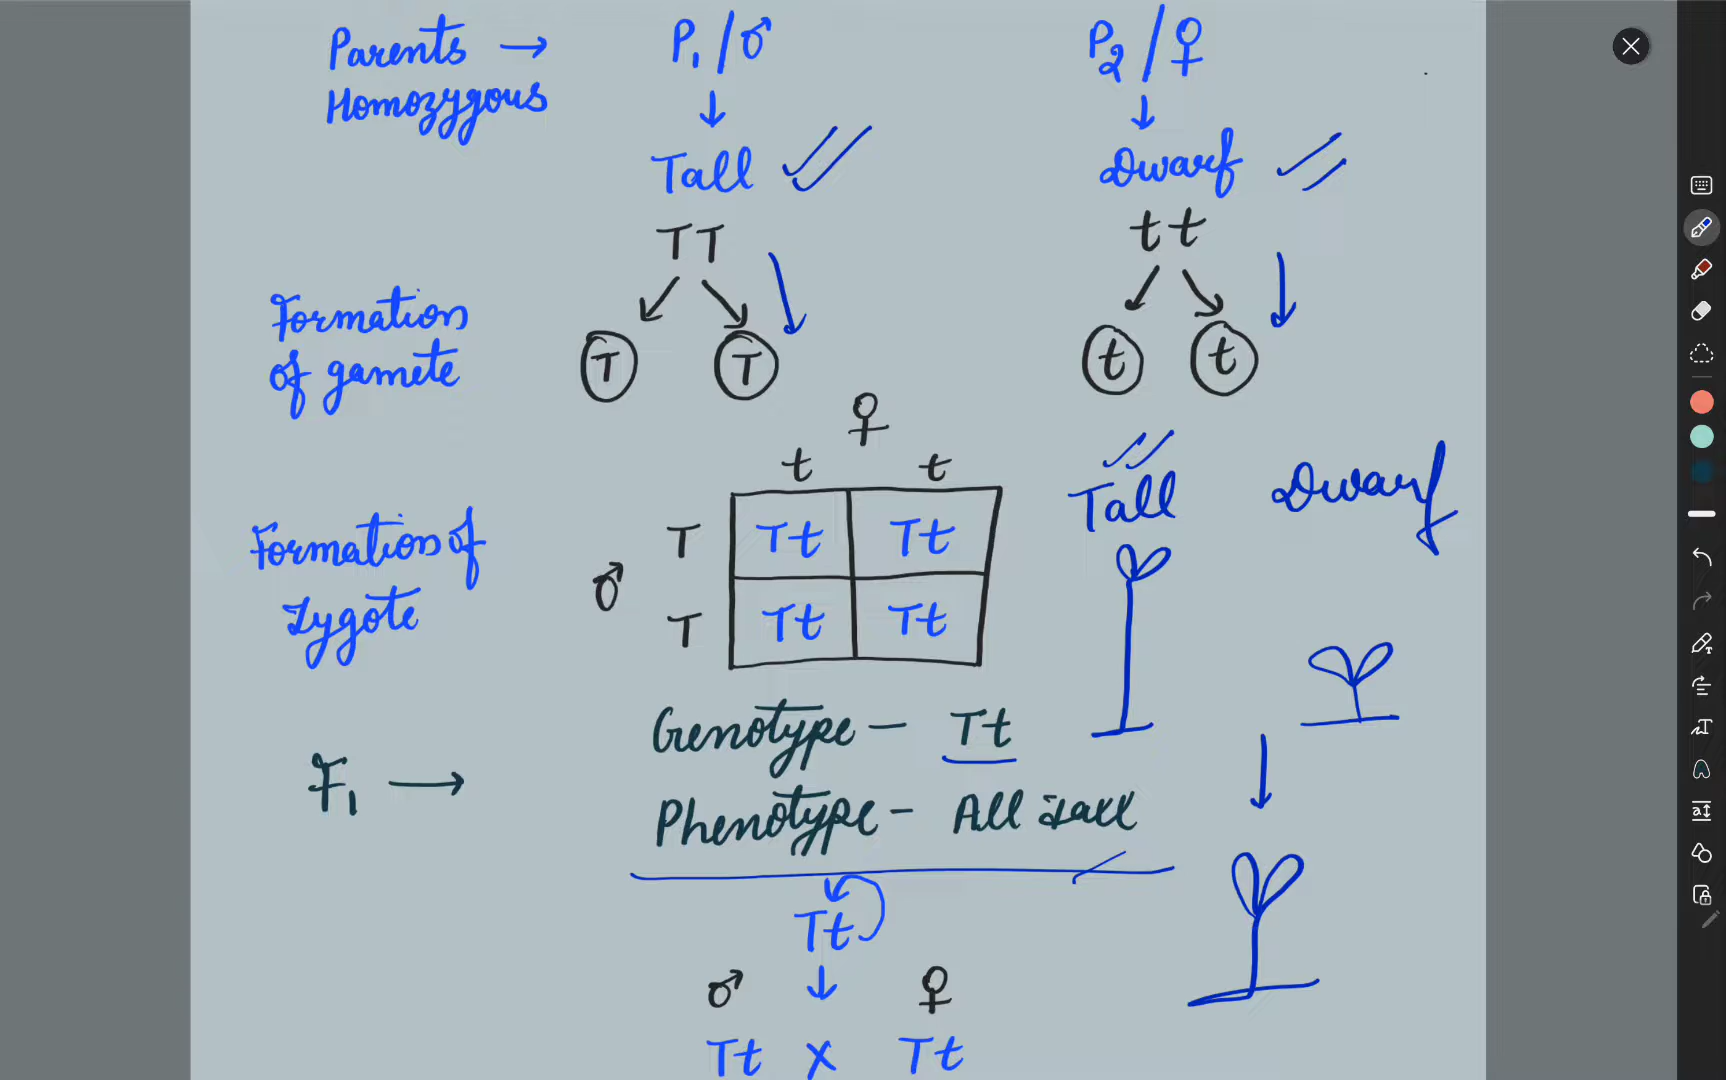 Parents → P₁/♂ P₂/♀
Homozygous
Tall Dwarf
TT tt
Formation
of gamete
T T t t
♀
t t
Tall Dwarf
Formation of
Zygote
♂
T Tt Tt
T Tt Tt
Genotype - Tt
F₁ →
Phenotype - All Tall
Tt
♂ ♀
Tt X Tt